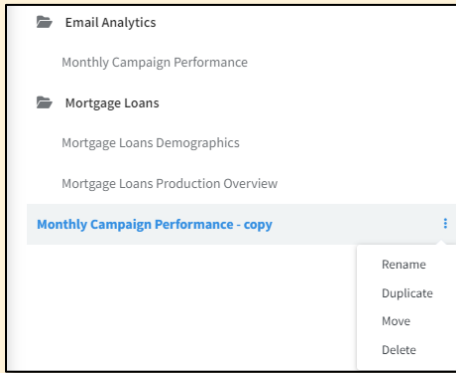 Email Analytics
Monthly Campaign Performance
Mortgage Loans
Mortgage Loans Demographics
Mortgage Loans Production Overview
Monthly Campaign Performance - copy
Rename
Duplicate
Move
Delete